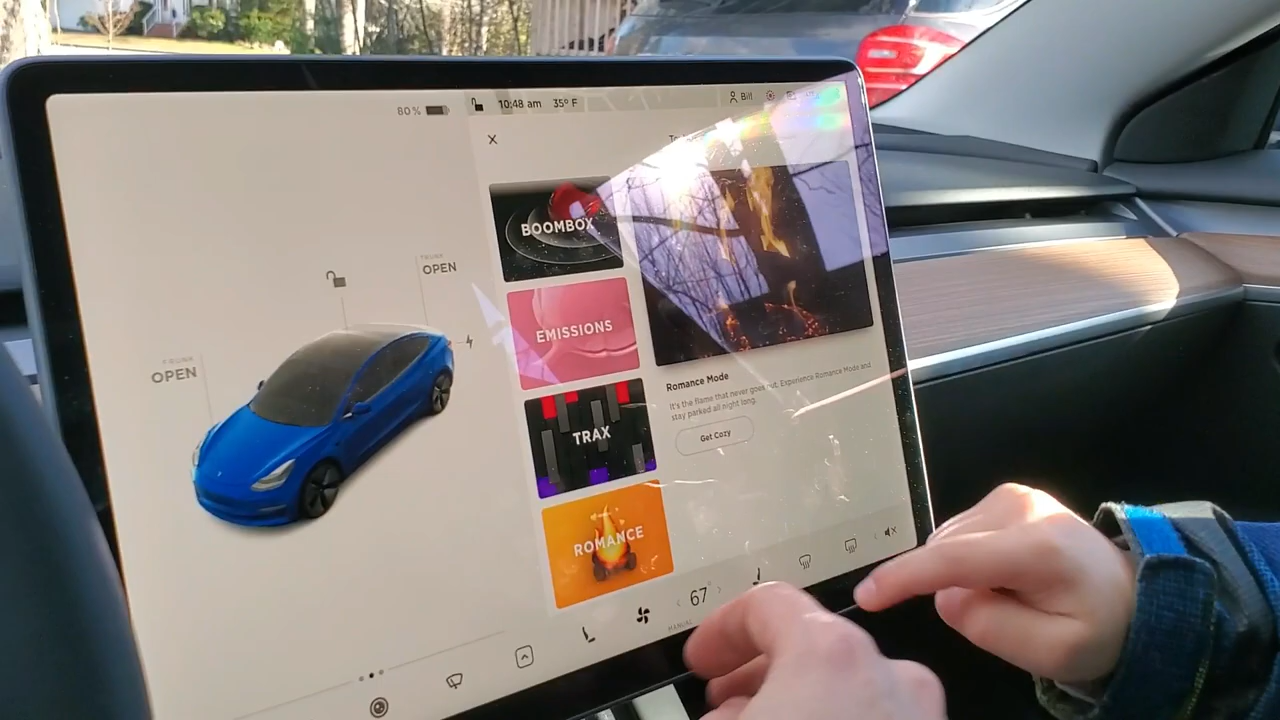 80%
10:48 am
35° F
Bill
X
BOOMBOX
TRUNK
OPEN
EMISSIONS
FRUNK
OPEN
Romance Mode
It's the flame that never goes out. Experience Romance Mode and
stay parked all night long.
TRAX
Get Cozy
ROMANCE
67
MANUAL